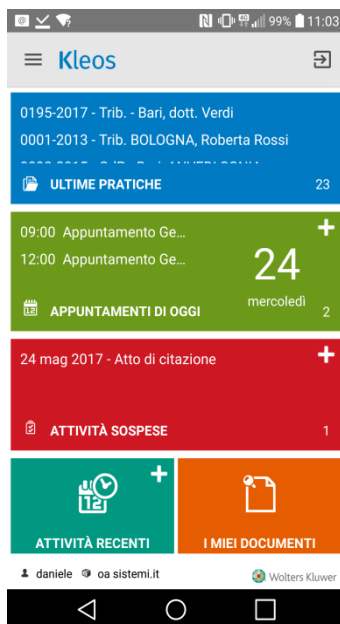 99% 11:03
Kleos
0195-2017 - Trib. - Bari, dott. Verdi
0001-2013 - Trib. BOLOGNA, Roberta Rossi
ULTIME PRATICHE 23
09:00 Appuntamento Ge...
12:00 Appuntamento Ge...
24
mercoledì
12
APPUNTAMENTI DI OGGI 2
24 mag 2017 - Atto di citazione
ATTIVITÀ SOSPESE 1
12
ATTIVITÀ RECENTI
I MIEI DOCUMENTI
daniele oa sistemi.it
Wolters Kluwer